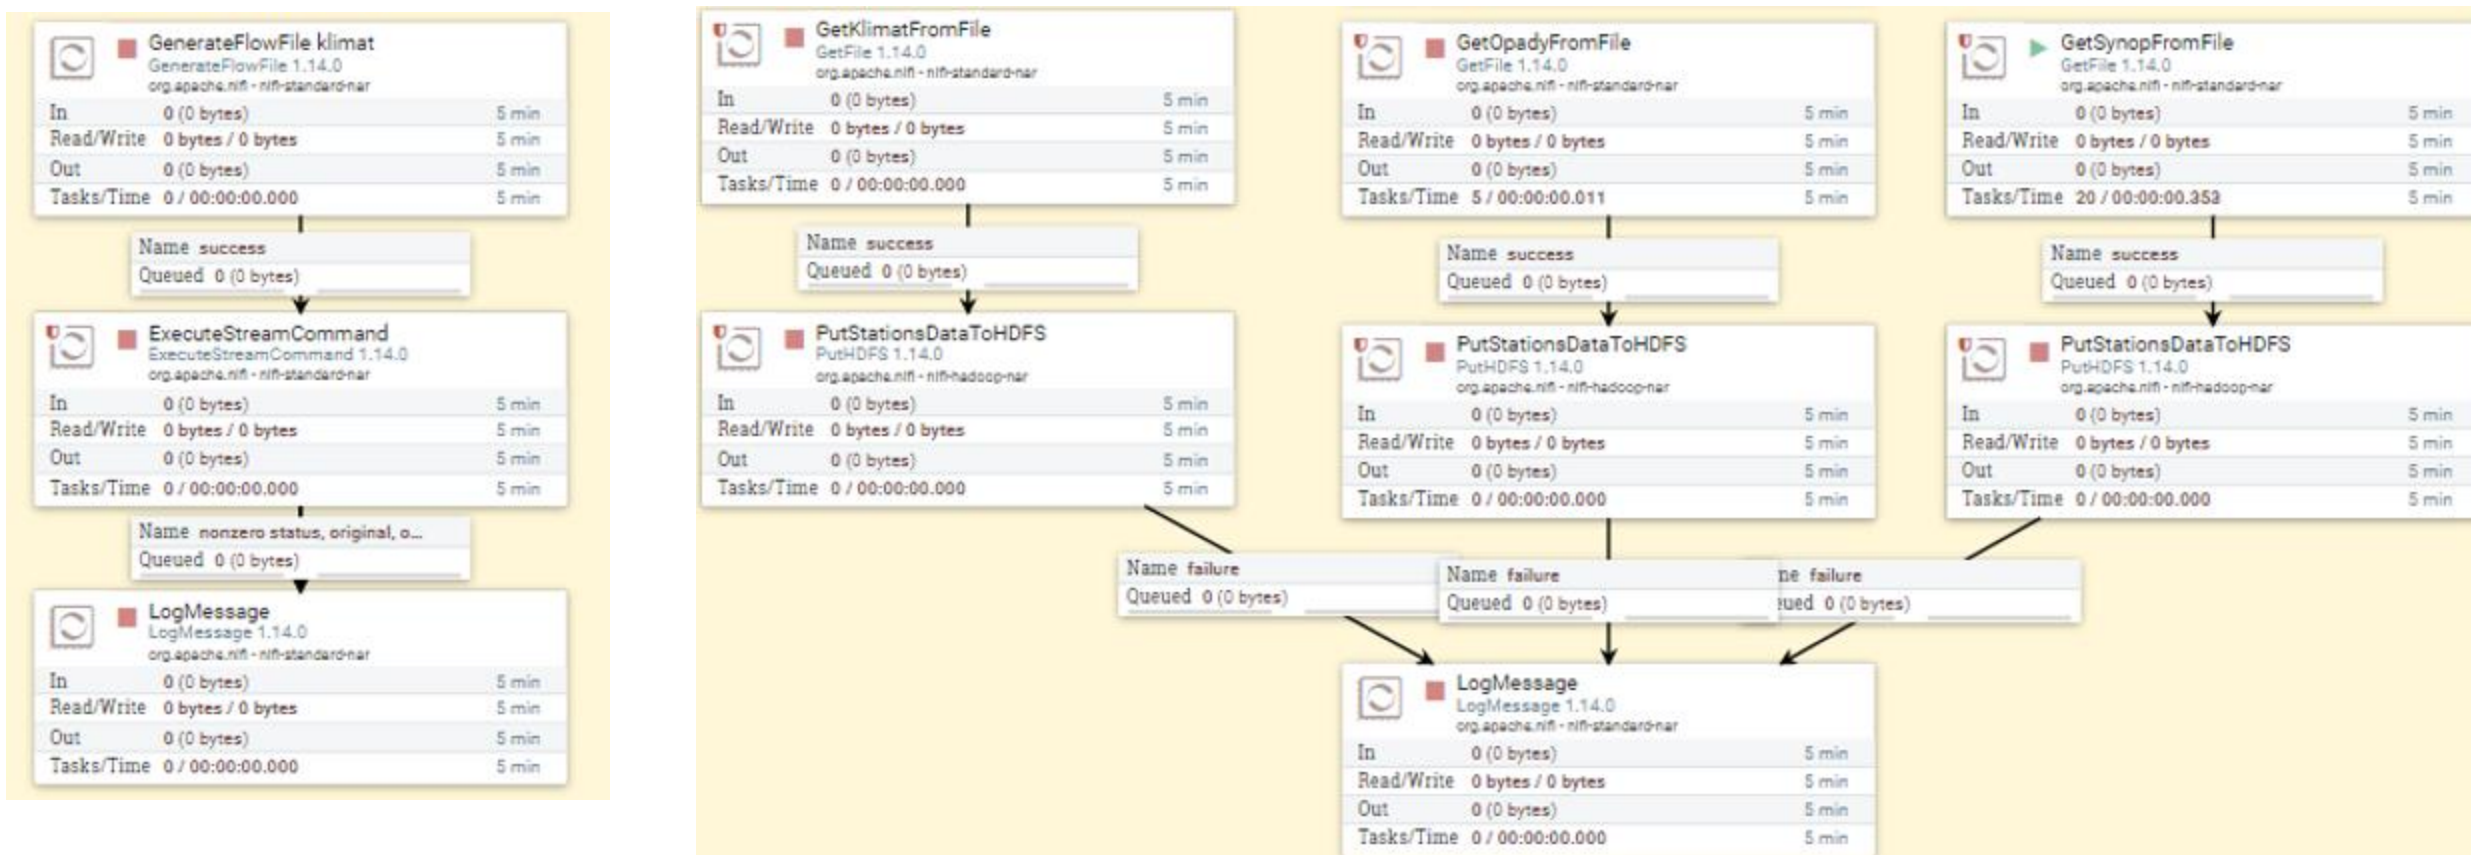 GenerateFlowFile klimat
GenerateFlowFile 1.14.0
org.apache.nifi - nifi-standard-nar
In 0 (0 bytes) 5 min
Read/Write 0 bytes / 0 bytes 5 min
Out 0 (0 bytes) 5 min
Tasks/Time 0 / 00:00:00.000 5 min
Name success
Queued 0 (0 bytes)
ExecuteStreamCommand
ExecuteStreamCommand 1.14.0
org.apache.nifi - nifi-standard-nar
In 0 (0 bytes) 5 min
Read/Write 0 bytes / 0 bytes 5 min
Out 0 (0 bytes) 5 min
Tasks/Time 0 / 00:00:00.000 5 min
Name nonzero status, original, o...
Queued 0 (0 bytes)
LogMessage
LogMessage 1.14.0
org.apache.nifi - nifi-standard-nar
In 0 (0 bytes) 5 min
Read/Write 0 bytes / 0 bytes 5 min
Out 0 (0 bytes) 5 min
Tasks/Time 0 / 00:00:00.000 5 min
GetKlimatFromFile
GetFile 1.14.0
org.apache.nifi - nifi-standard-nar
In 0 (0 bytes) 5 min
Read/Write 0 bytes / 0 bytes 5 min
Out 0 (0 bytes) 5 min
Tasks/Time 0 / 00:00:00.000 5 min
Name success
Queued 0 (0 bytes)
PutStationsDataToHDFS
PutHDFS 1.14.0
org.apache.nifi - nifi-hadoop-nar
In 0 (0 bytes) 5 min
Read/Write 0 bytes / 0 bytes 5 min
Out 0 (0 bytes) 5 min
Tasks/Time 0 / 00:00:00.000 5 min
Name failure
Queued 0 (0 bytes)
GetOpadyFromFile
GetFile 1.14.0
org.apache.nifi - nifi-standard-nar
In 0 (0 bytes) 5 min
Read/Write 0 bytes / 0 bytes 5 min
Out 0 (0 bytes) 5 min
Tasks/Time 5 / 00:00:00.011 5 min
Name success
Queued 0 (0 bytes)
PutStationsDataToHDFS
PutHDFS 1.14.0
org.apache.nifi - nifi-hadoop-nar
In 0 (0 bytes) 5 min
Read/Write 0 bytes / 0 bytes 5 min
Out 0 (0 bytes) 5 min
Tasks/Time 0 / 00:00:00.000 5 min
Name failure
Queued 0 (0 bytes)
GetSynopFromFile
GetFile 1.14.0
org.apache.nifi - nifi-standard-nar
In 0 (0 bytes) 5 min
Read/Write 0 bytes / 0 bytes 5 min
Out 0 (0 bytes) 5 min
Tasks/Time 20 / 00:00:00.353 5 min
Name success
Queued 0 (0 bytes)
PutStationsDataToHDFS
PutHDFS 1.14.0
org.apache.nifi - nifi-hadoop-nar
In 0 (0 bytes) 5 min
Read/Write 0 bytes / 0 bytes 5 min
Out 0 (0 bytes) 5 min
Tasks/Time 0 / 00:00:00.000 5 min
me failure
eued 0 (0 bytes)
LogMessage
LogMessage 1.14.0
org.apache.nifi - nifi-standard-nar
In 0 (0 bytes) 5 min
Read/Write 0 bytes / 0 bytes 5 min
Out 0 (0 bytes) 5 min
Tasks/Time 0 / 00:00:00.000 5 min